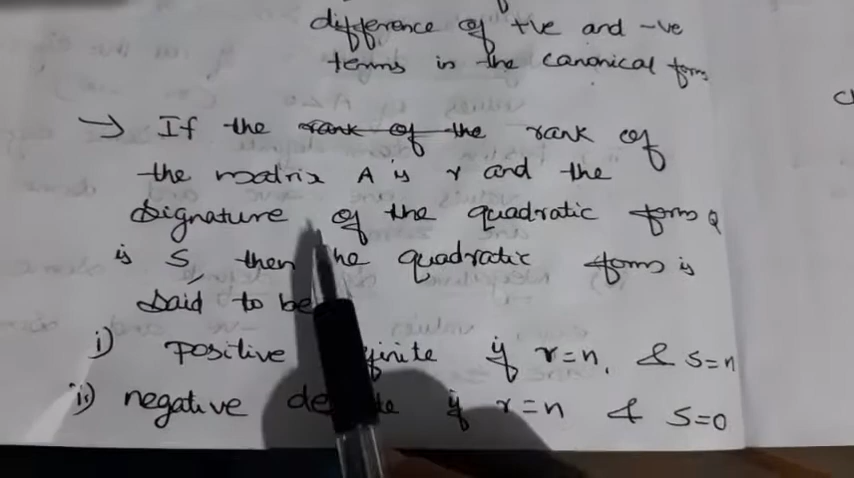 difference of +ve and -ve
terms in the canonical form
→ If the rank of the rank of
the matrix A is r and the
signature of the quadratic form Q
is S, then the quadratic form is
said to be
i) positive definite if r=n, & s=n
ii) negative definite if r=n & s=0